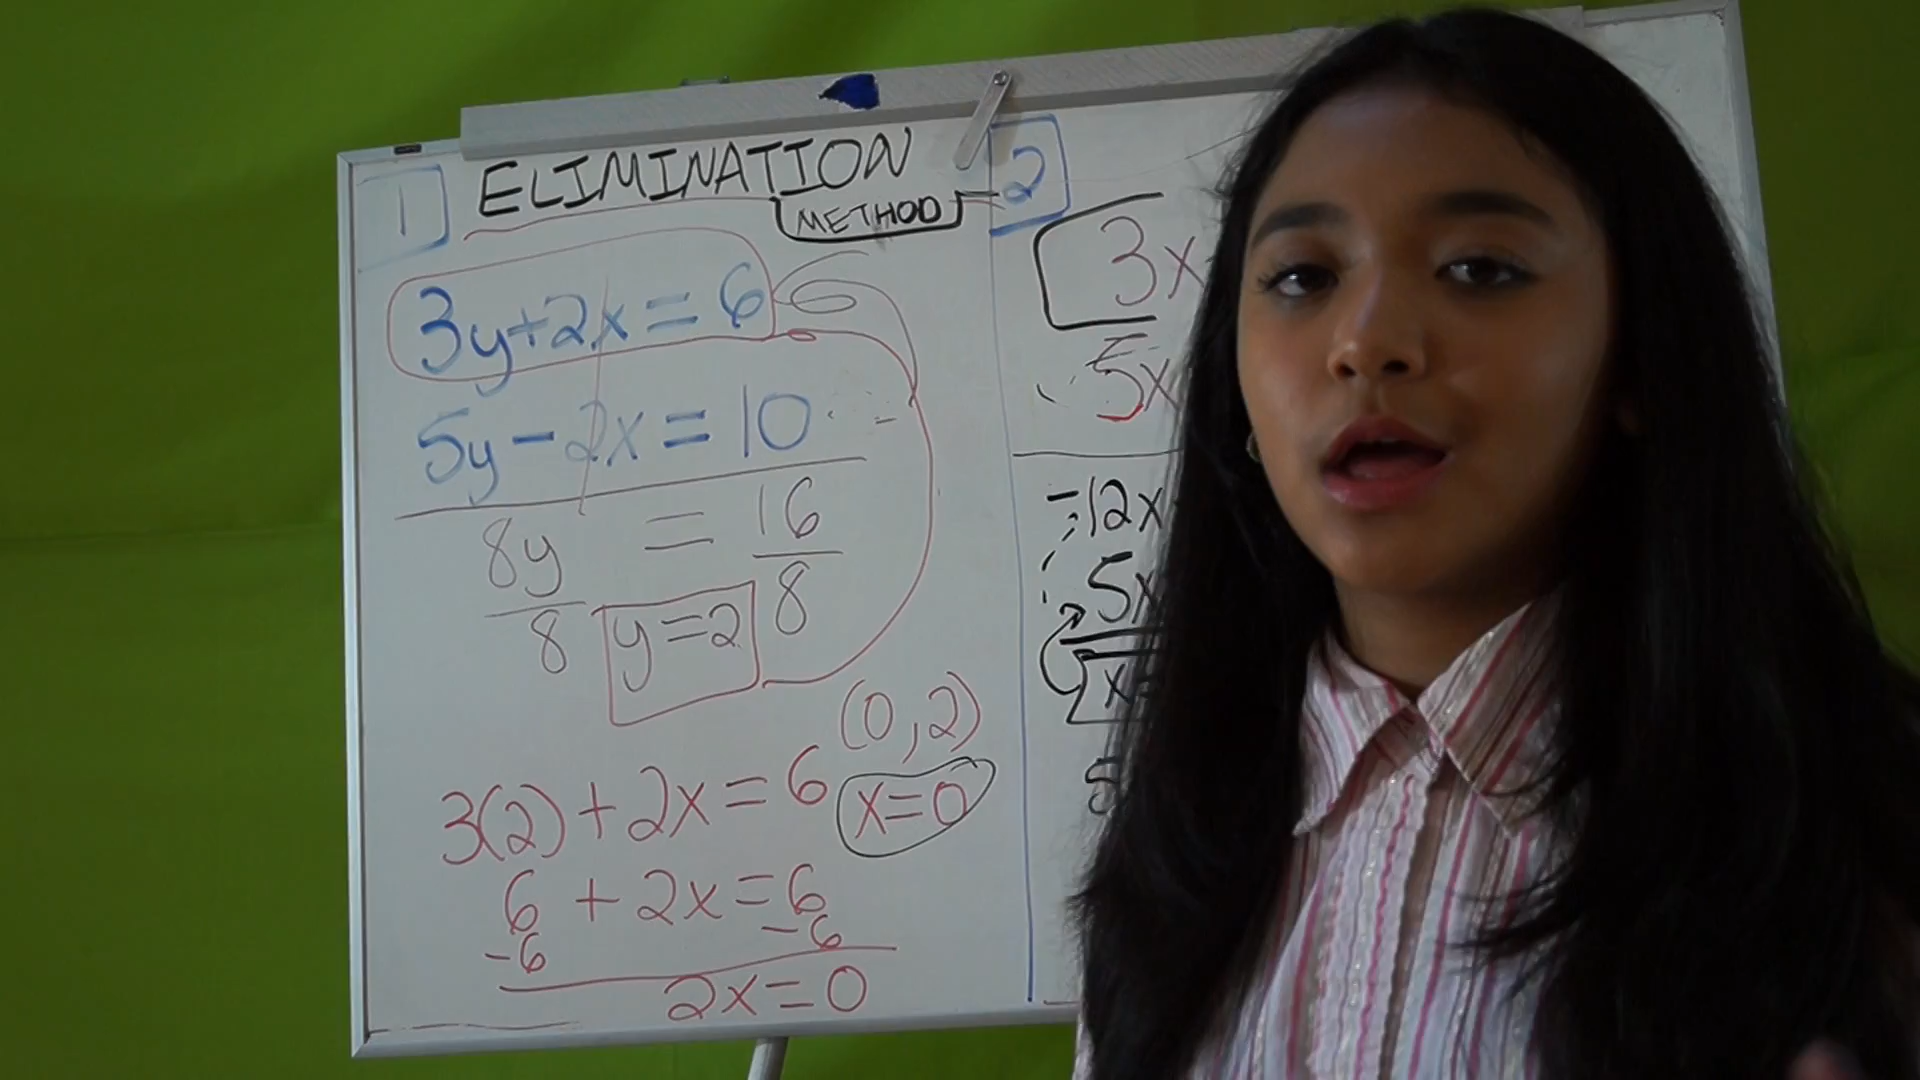 1
ELIMINATION
METHOD
3y+2x=6
5y-2x=10
8y = 16
8 8
y=2
(0,2)
3(2)+2x=6
x=0
6+2x=6
-6 -6
2x=0
2
3x
5x
-12x
5x
x=
5